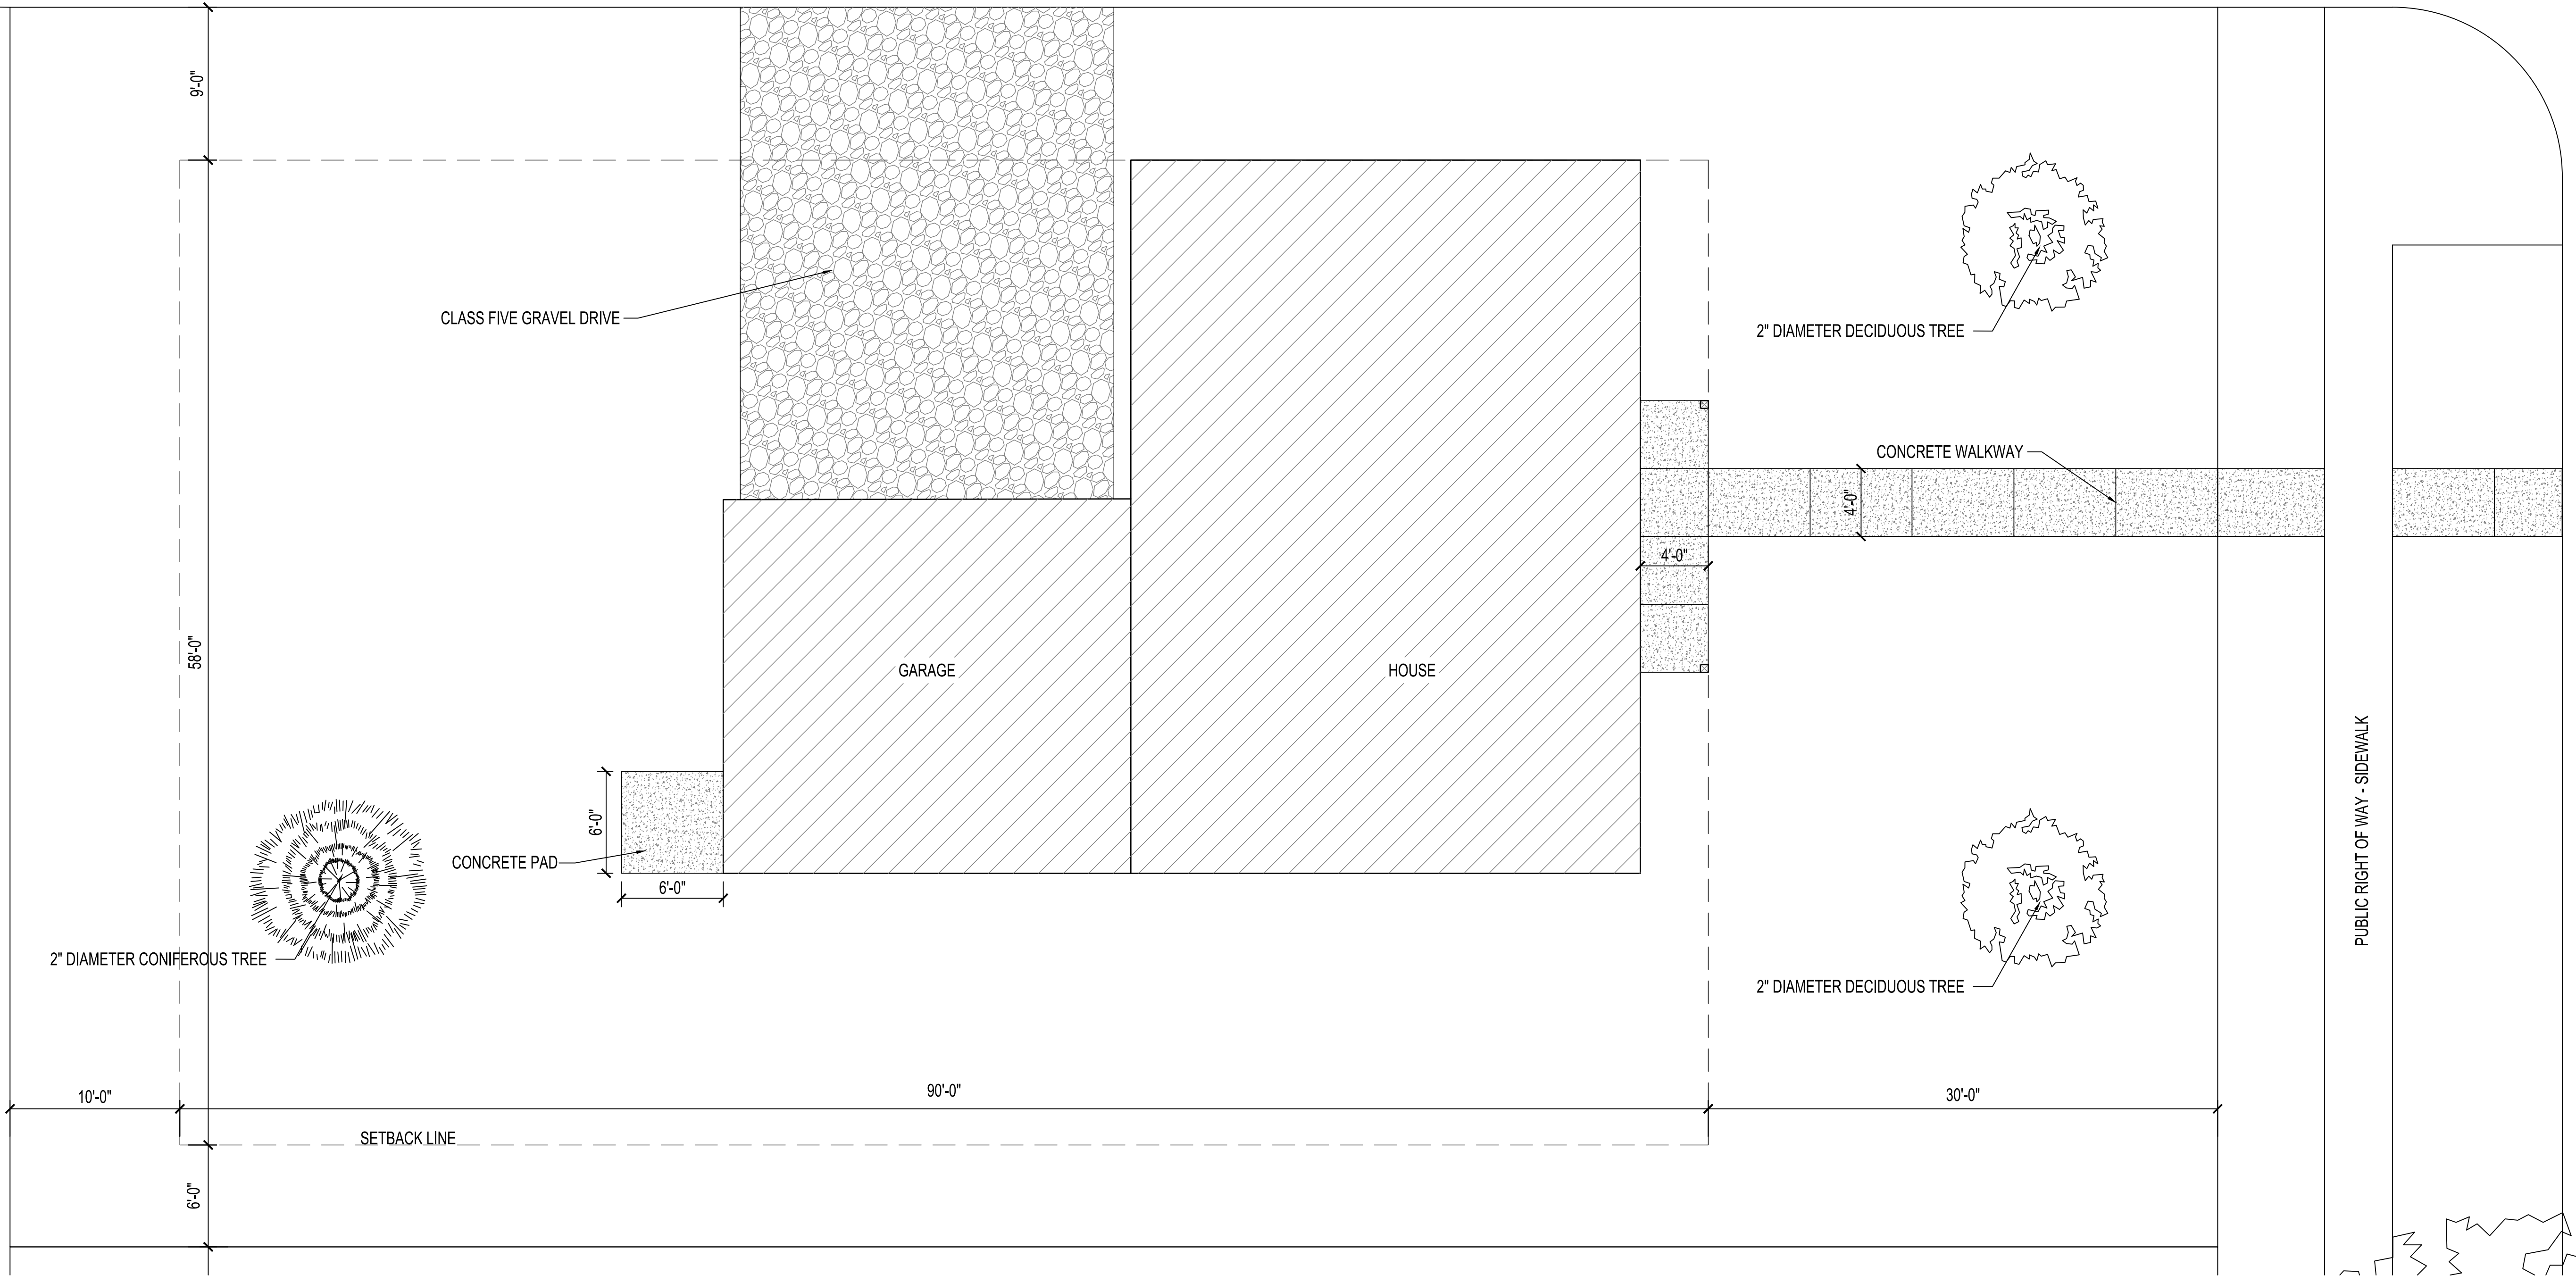 9'-0"
CLASS FIVE GRAVEL DRIVE
2" DIAMETER DECIDUOUS TREE
CONCRETE WALKWAY
4'-0"
4'-0"
58'-0"
GARAGE
HOUSE
PUBLIC RIGHT OF WAY - SIDEWALK
6'-0"
CONCRETE PAD
6'-0"
2" DIAMETER CONIFEROUS TREE
2" DIAMETER DECIDUOUS TREE
10'-0"
90'-0"
30'-0"
SETBACK LINE
6'-0"